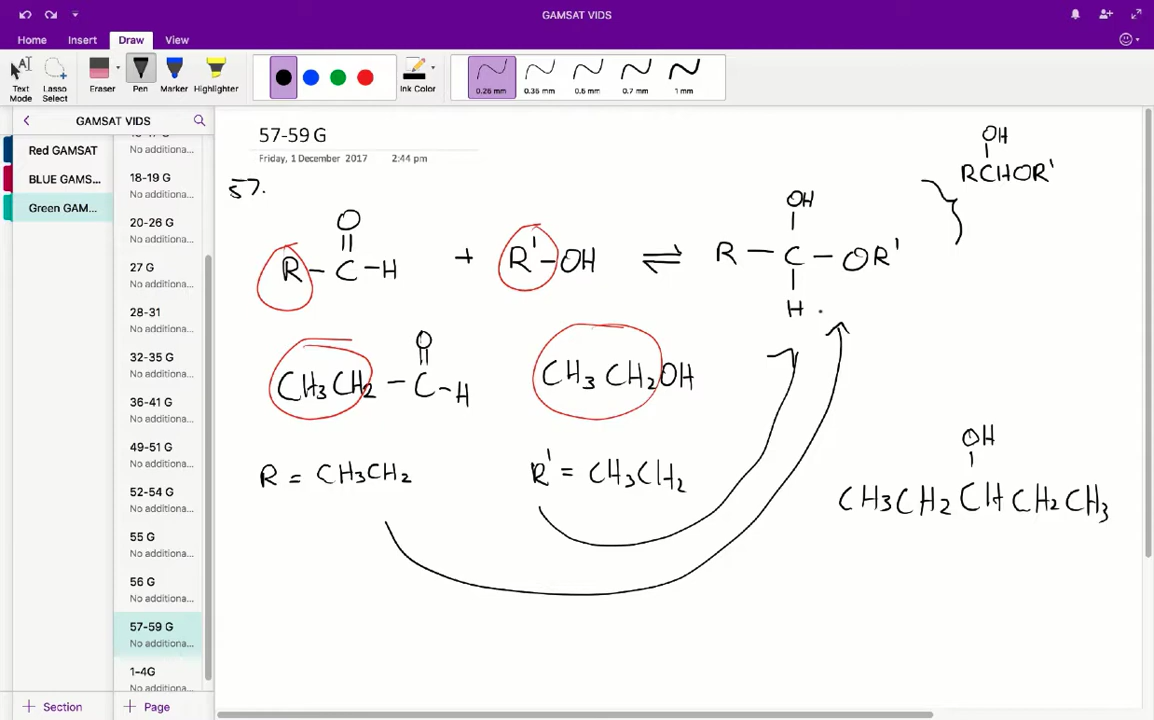 GAMSAT VIDS
Home Insert Draw View
Text Mode
Lasso Select
Eraser
Pen
Marker
Highlighter
Ink Color
0.25 mm
0.35 mm
0.5 mm
0.7 mm
1 mm
GAMSAT VIDS
Red GAMSAT
BLUE GAMS...
Green GAM...
No additiona...
18-19 G
No additiona...
20-26 G
No additiona...
27 G
No additiona...
28-31
No additiona...
32-35 G
No additiona...
36-41 G
No additiona...
49-51 G
No additiona...
52-54 G
No additiona...
55 G
No additiona...
56 G
No additiona...
57-59 G
No additiona...
1-4G
No additiona...
+ Section
+ Page
57-59 G
Friday, 1 December 2017 2:44 pm
57.
OH
RCHOR'
O
R - C - H + R' - OH ⇌ R - C - OR'
OH
H
O
CH3CH2 - C - H CH3CH2OH
R = CH3CH2 R' = CH3CH2
OH
CH3CH2CHCH2CH3